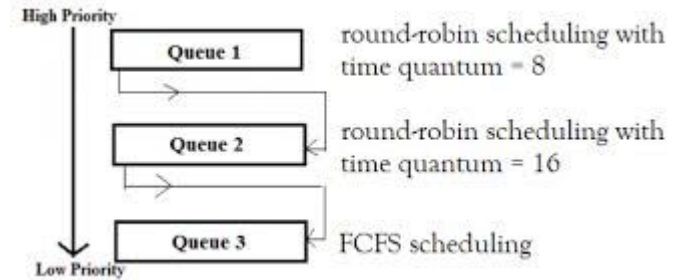 High Priority
Queue 1
round-robin scheduling with
time quantum = 8
Queue 2
round-robin scheduling with
time quantum = 16
Queue 3
FCFS scheduling
Low Priority